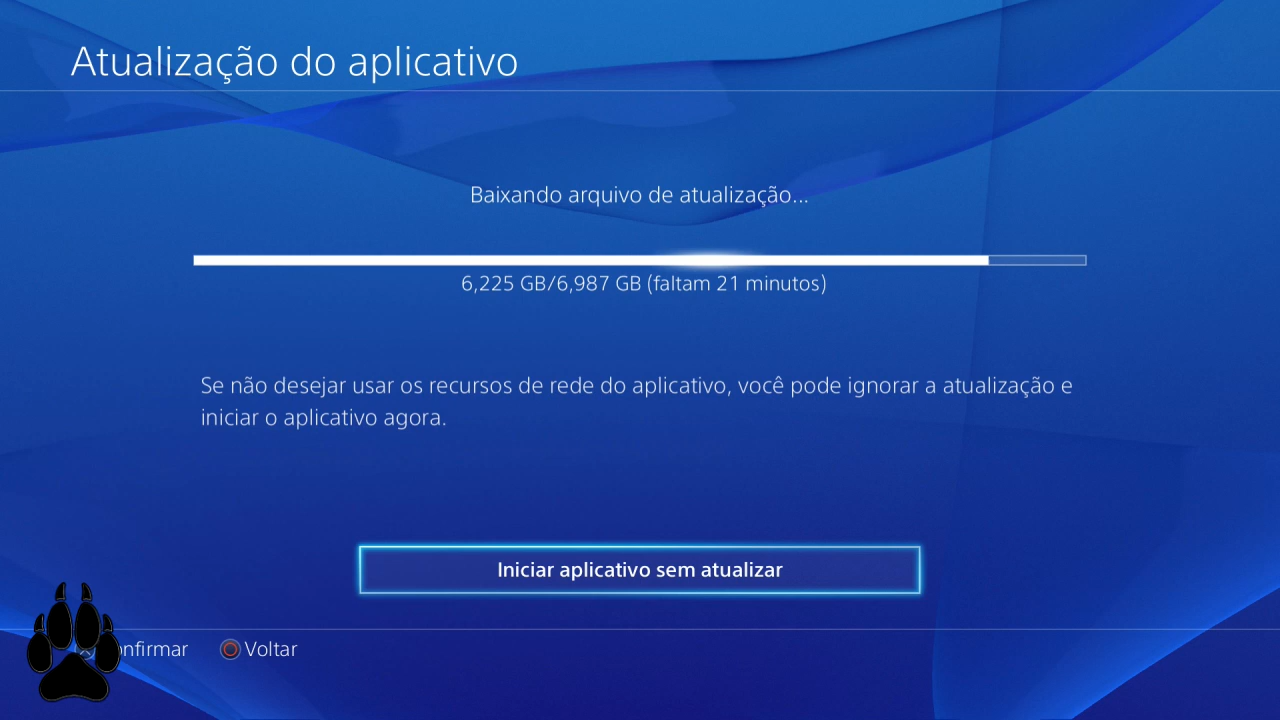 Atualização do aplicativo
Baixando arquivo de atualização...
6,225 GB/6,987 GB (faltam 21 minutos)
Se não desejar usar os recursos de rede do aplicativo, você pode ignorar a atualização e
iniciar o aplicativo agora.
Iniciar aplicativo sem atualizar
onfirmar Voltar